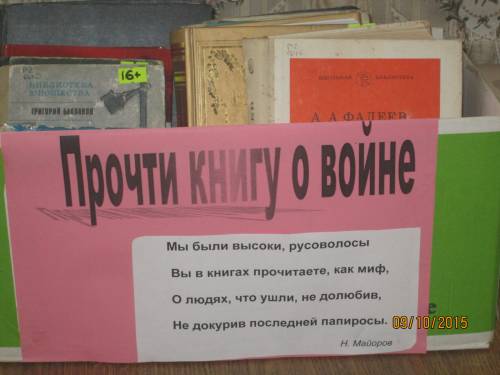 БИБЛИОТЕКА
ЮНОШЕСТВА
16+
ГРИГОРИЙ БАКЛАНОВ
ШКОЛЬНАЯ БИБЛИОТЕКА
А. А. ФАДЕЕВ
Прочти книгу о войне
Мы были высоки, русоволосы
Вы в книгах прочитаете, как миф,
О людях, что ушли, не долюбив,
Не докурив последней папиросы.
Н. Майоров
09/10/2015